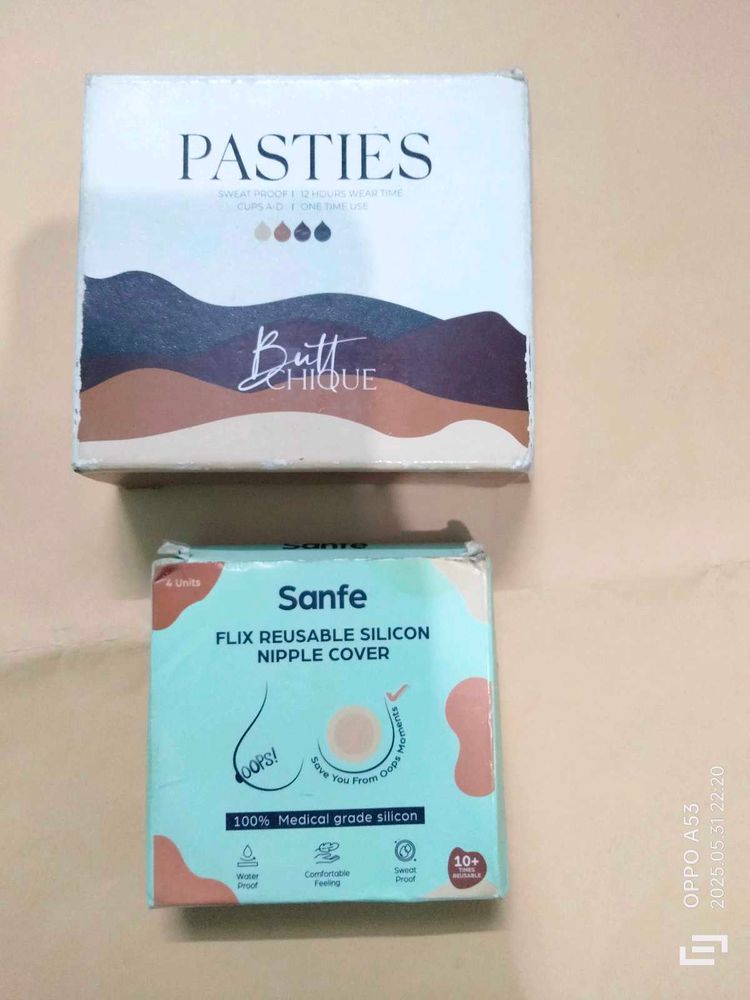 PASTIES
SWEAT PROOF I 12 HOURS WEAR TIME
CUPS A-D I ONE TIME USE
Butt
CHIQUE
Sanfe
4 Units
Sanfe
FLIX REUSABLE SILICON
NIPPLE COVER
OOPS!
Save You From Oops Moments
100% Medical grade silicon
Water
Proof
Comfortable
Feeling
Sweat
Proof
10+
TIMES
REUSABLE
OPPO A53
2025.05.31 22:20